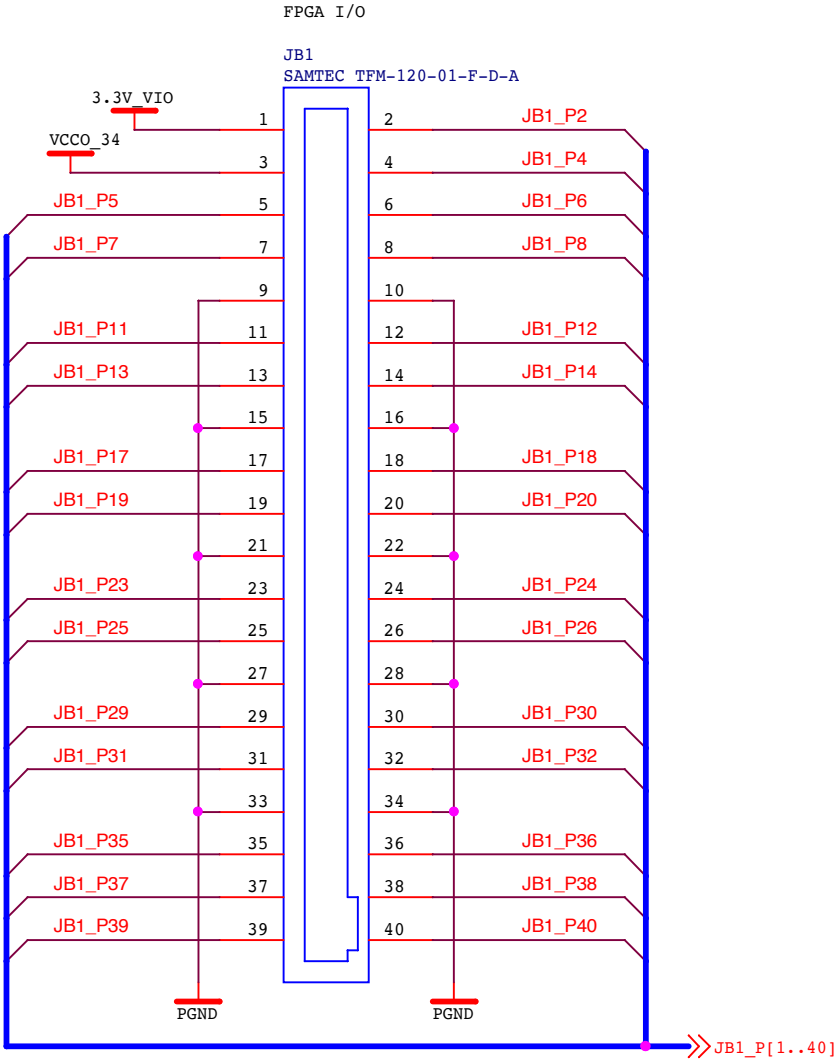 FPGA I/O
JB1
SAMTEC TFM-120-01-F-D-A
3.3V_VIO
1 2 JB1_P2
VCCO_34
3 4 JB1_P4
JB1_P5 5 6 JB1_P6
JB1_P7 7 8 JB1_P8
9 10
JB1_P11 11 12 JB1_P12
JB1_P13 13 14 JB1_P14
15 16
JB1_P17 17 18 JB1_P18
JB1_P19 19 20 JB1_P20
21 22
JB1_P23 23 24 JB1_P24
JB1_P25 25 26 JB1_P26
27 28
JB1_P29 29 30 JB1_P30
JB1_P31 31 32 JB1_P32
33 34
JB1_P35 35 36 JB1_P36
JB1_P37 37 38 JB1_P38
JB1_P39 39 40 JB1_P40
PGND PGND
JB1_P[1..40]